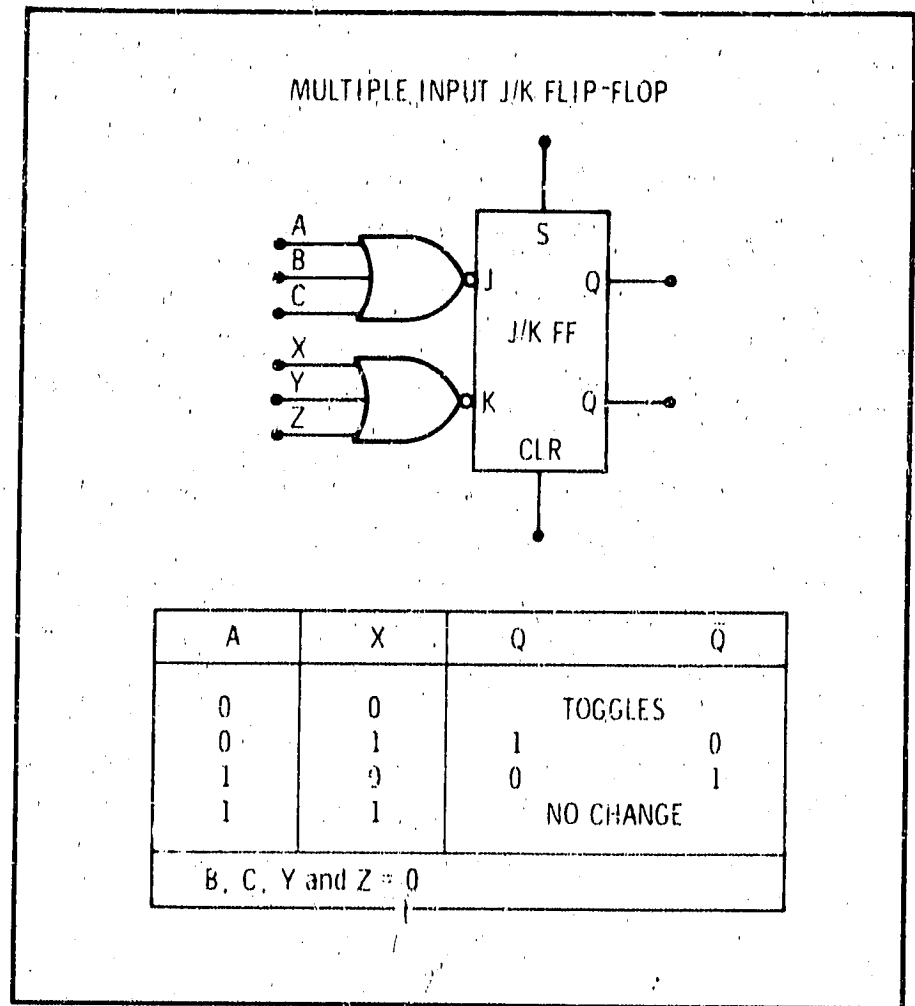 MULTIPLE INPUT J/K FLIP-FLOP
S
A
B
C
J
Q
J/K FF
X
Y
Z
K
Q̄
CLR
A X Q Q̄
0 0 TOGGLES
0 1 1 0
1 0 0 1
1 1 NO CHANGE
B, C, Y and Z = 0